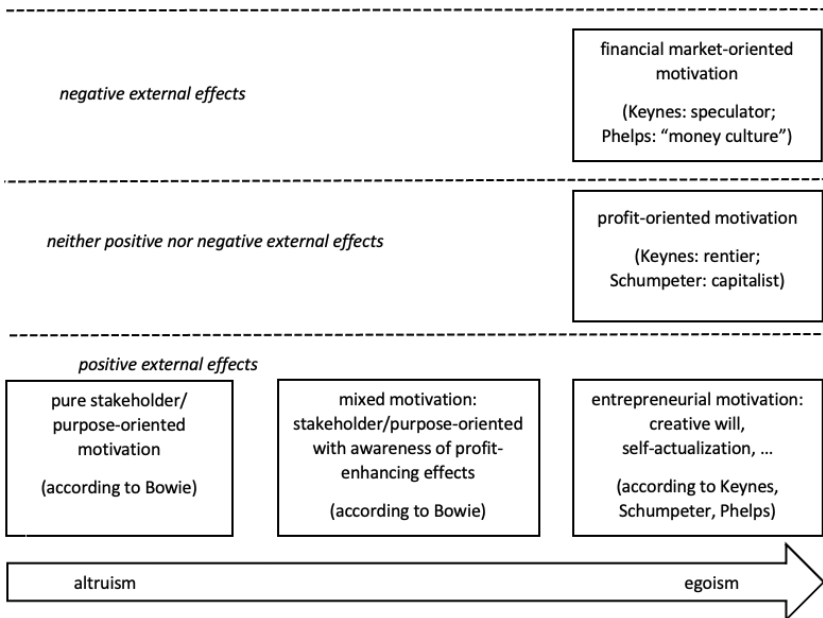 negative external effects
financial market-oriented
motivation
(Keynes: speculator;
Phelps: “money culture”)
neither positive nor negative external effects
profit-oriented motivation
(Keynes: rentier;
Schumpeter: capitalist)
positive external effects
pure stakeholder/
purpose-oriented
motivation
(according to Bowie)
mixed motivation:
stakeholder/purpose-oriented
with awareness of profit-
enhancing effects
(according to Bowie)
entrepreneurial motivation:
creative will,
self-actualization, ...
(according to Keynes,
Schumpeter, Phelps)
altruism
egoism